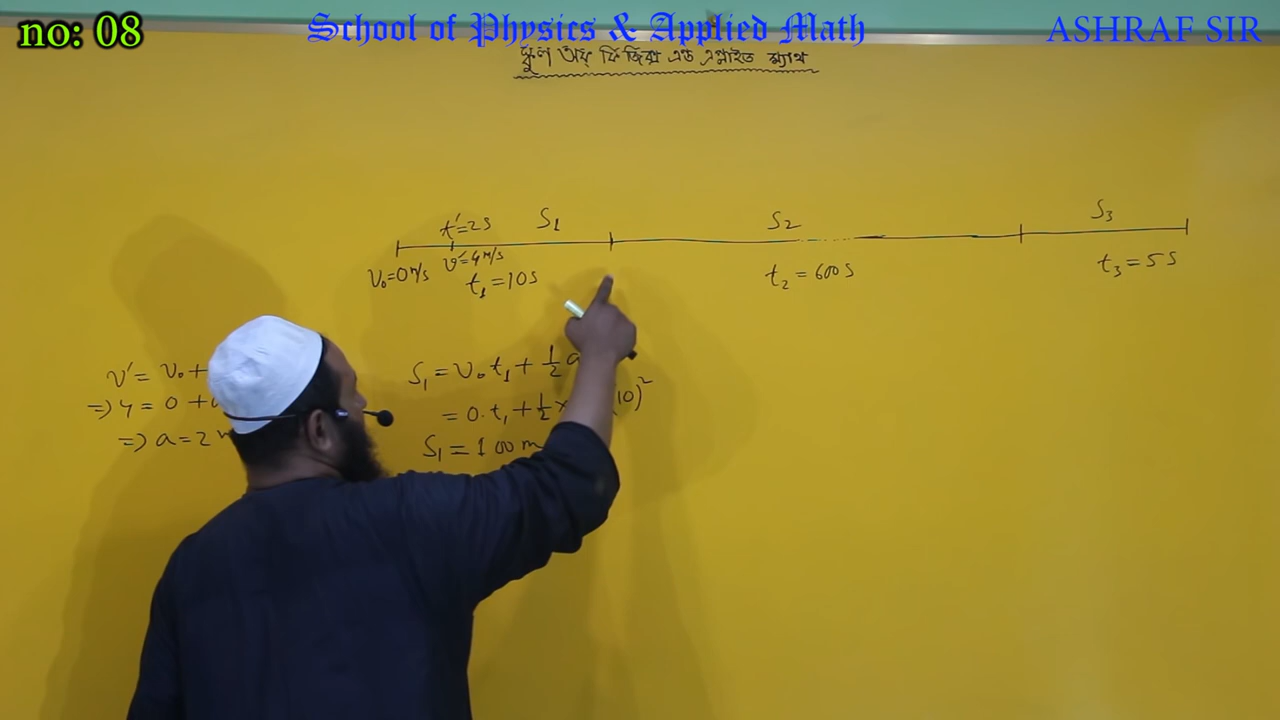 no: 08
School of Physics & Applied Math
ASHRAF SIR
স্কুল অফ ফিজিক্স এন্ড এপ্লাইড ম্যাথ
t'=2s S₁ S₂ S₃
v₀=0m/s v'=4m/s t₁=10s t₂=600s t₃=5s
v'= v₀+
=> 4=0+
=> a=2
S₁=v₀t₁+½
=0.t₁+½× (10)²
S₁=100m